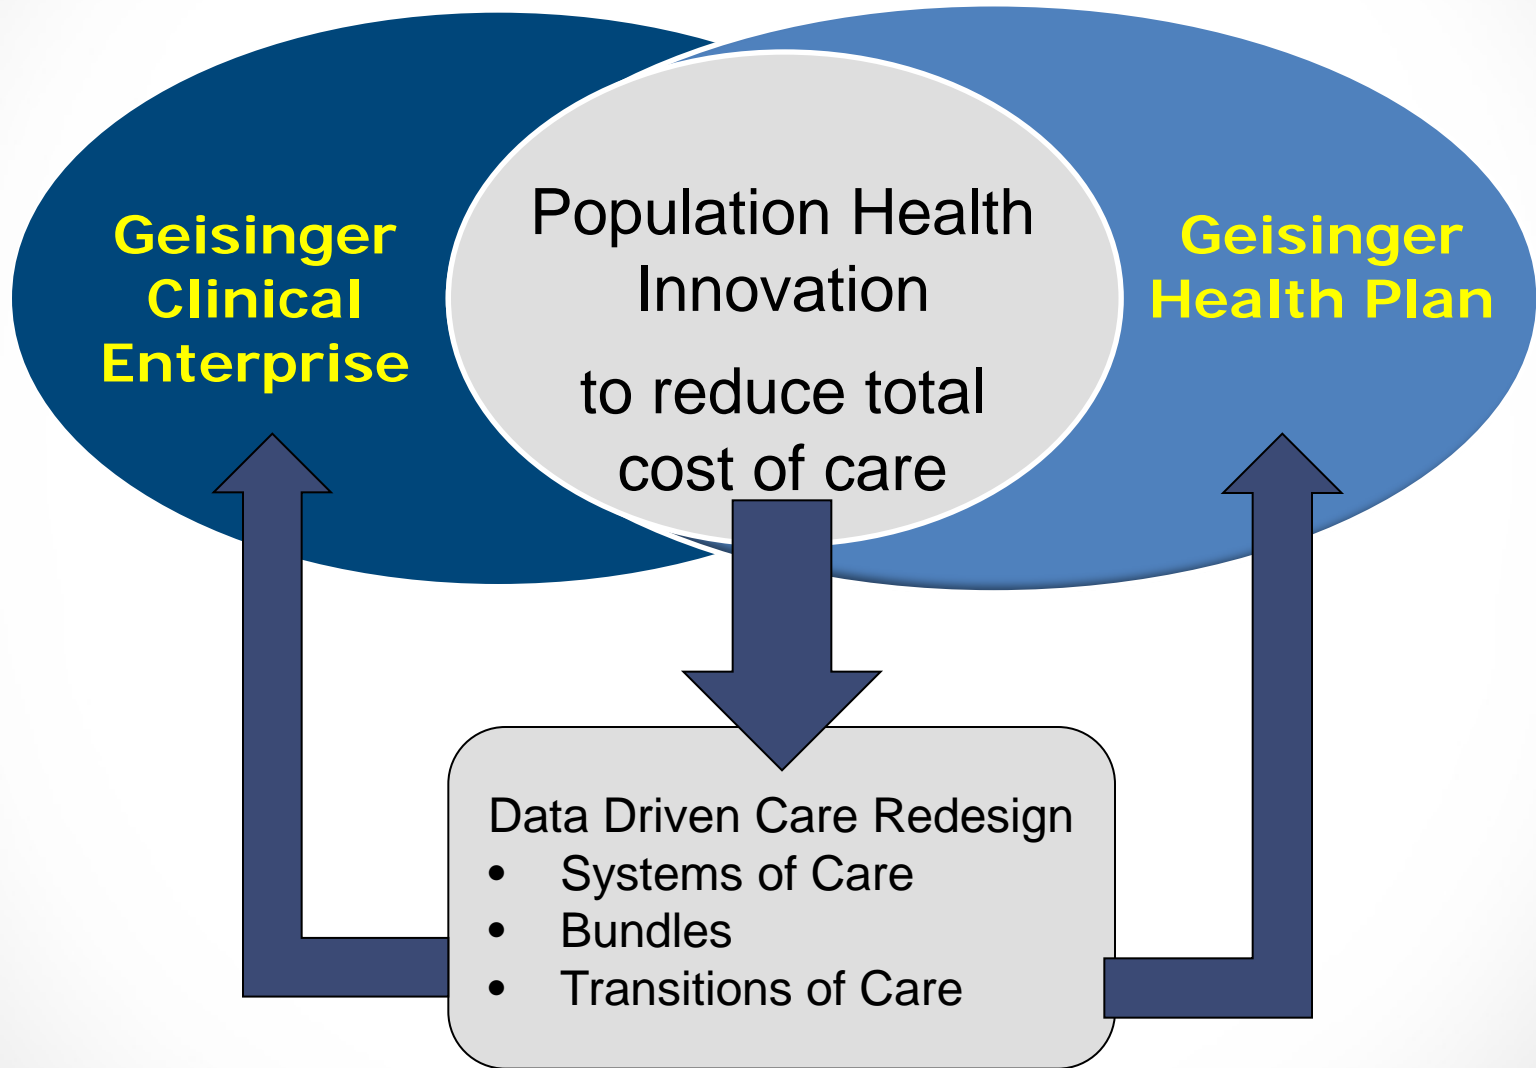 Geisinger
Clinical
Enterprise
Population Health
Innovation
to reduce total
cost of care
Geisinger
Health Plan
Data Driven Care Redesign
• Systems of Care
• Bundles
• Transitions of Care